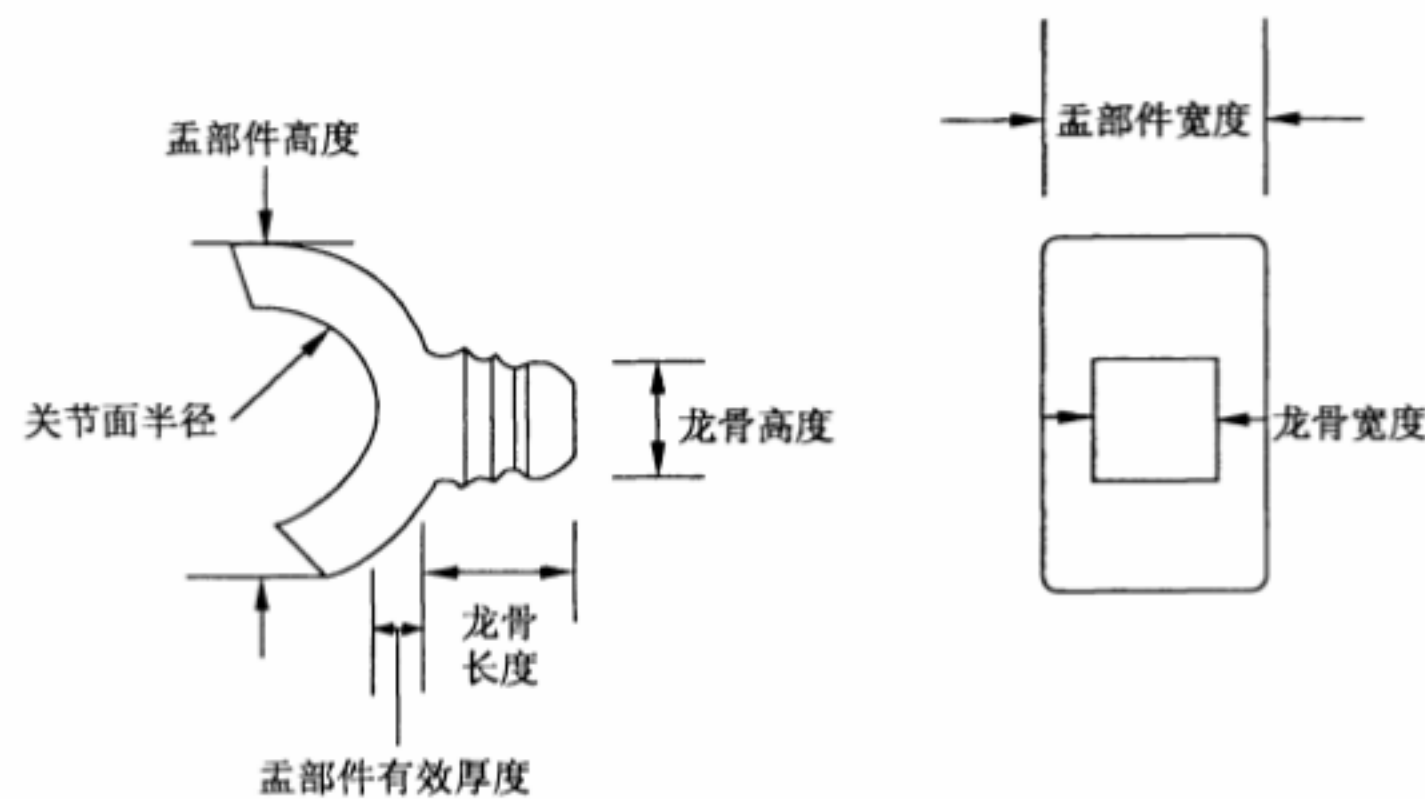 盂部件高度
盂部件宽度
关节面半径
龙骨高度
龙骨宽度
龙骨
长度
盂部件有效厚度